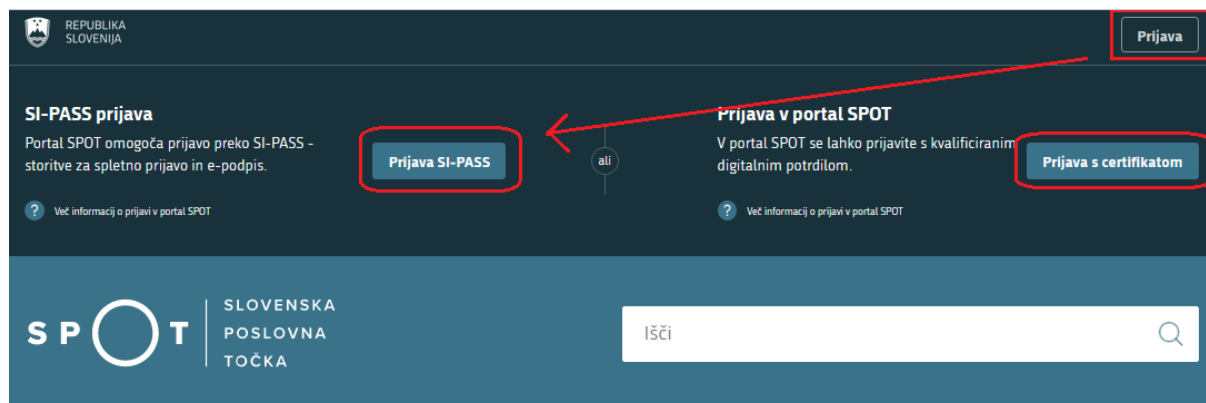 REPUBLIKA
SLOVENIJA
Prijava
SI-PASS prijava
Portal SPOT omogoča prijavo preko SI-PASS -
storitve za spletno prijavo in e-podpis.
Prijava SI-PASS
? Več informacij o prijavi v portal SPOT
ali
Prijava v portal SPOT
V portal SPOT se lahko prijavite s kvalificiranim
digitalnim potrdilom.
Prijava s certifikatom
? Več informacij o prijavi v portal SPOT
SPOT
SLOVENSKA
POSLOVNA
TOČKA
Išči